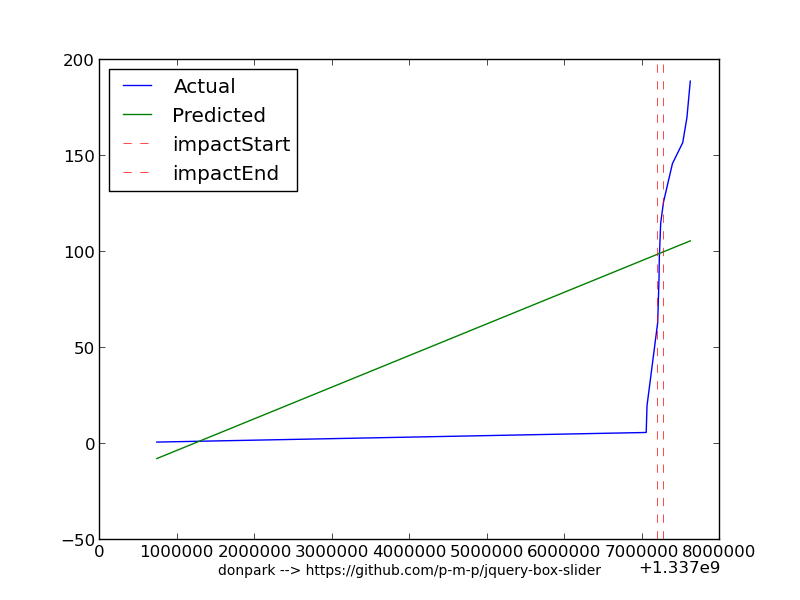 200
150
100
50
0
−50
Actual
Predicted
impactStart
impactEnd
0 1000000 2000000 3000000 4000000 5000000 6000000 7000000 8000000
+1.337e9
donpark --> https://github.com/p-m-p/jquery-box-slider